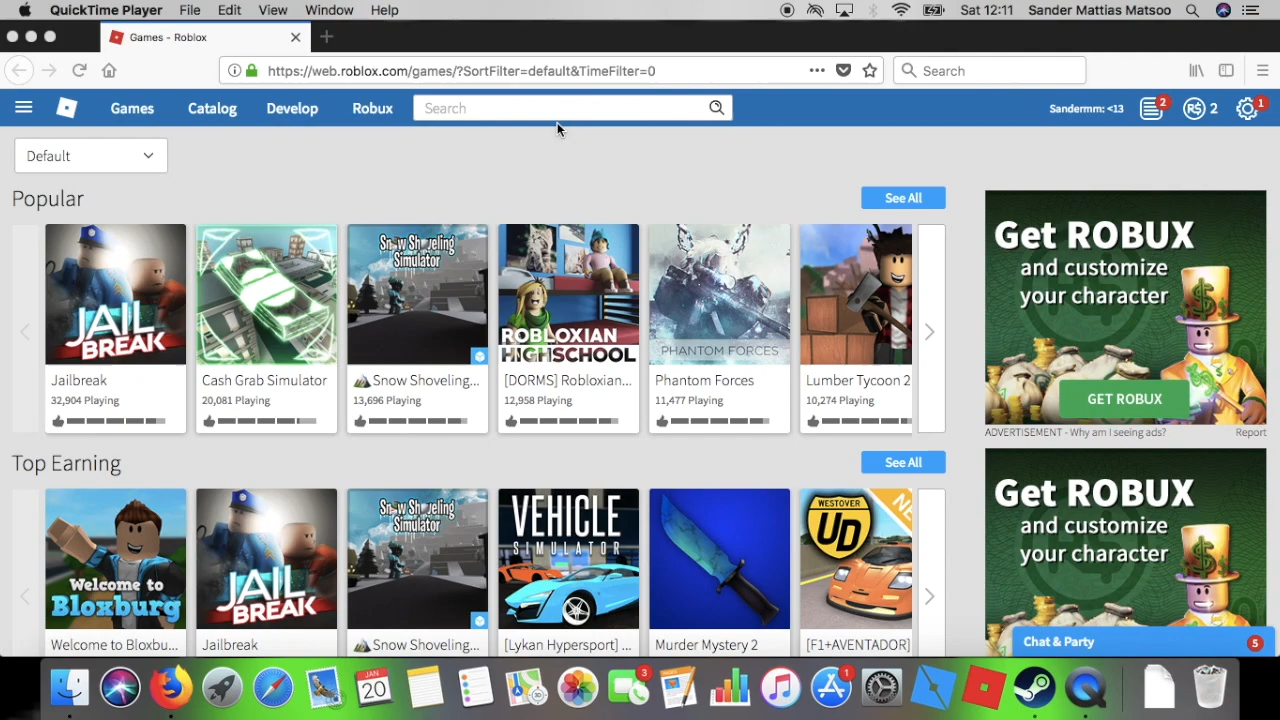 QuickTime Player File Edit View Window Help Sat 12:11 Sander Mattias Matsoo
Games - Roblox
https://web.roblox.com/games/?SortFilter=default&TimeFilter=0 Search
Games Catalog Develop Robux Search Sandermm: <13 2 R$ 2 1
Default
Popular See All
JAIL BREAK
Snow Shoveling Simulator
ROBLOXIAN HIGHSCHOOL
PHANTOM FORCES
Jailbreak Cash Grab Simulator ⛰️Snow Shoveling... [DORMS] Robloxian... Phantom Forces Lumber Tycoon 2
32,904 Playing 20,081 Playing 13,696 Playing 12,958 Playing 11,477 Playing 10,274 Playing
Top Earning See All
Welcome to Bloxburg
JAIL BREAK
Snow Shoveling Simulator
VEHICLE SIMULATOR
WESTOVER UD
Welcome to Bloxbu... Jailbreak ⛰️Snow Shoveling... [Lykan Hypersport] ... Murder Mystery 2 [F1+AVENTADOR]
Get ROBUX
and customize
your character
GET ROBUX
ADVERTISEMENT - Why am I seeing ads? Report
Get ROBUX
and customize
your character
Chat & Party 5
JAN
20
3
1